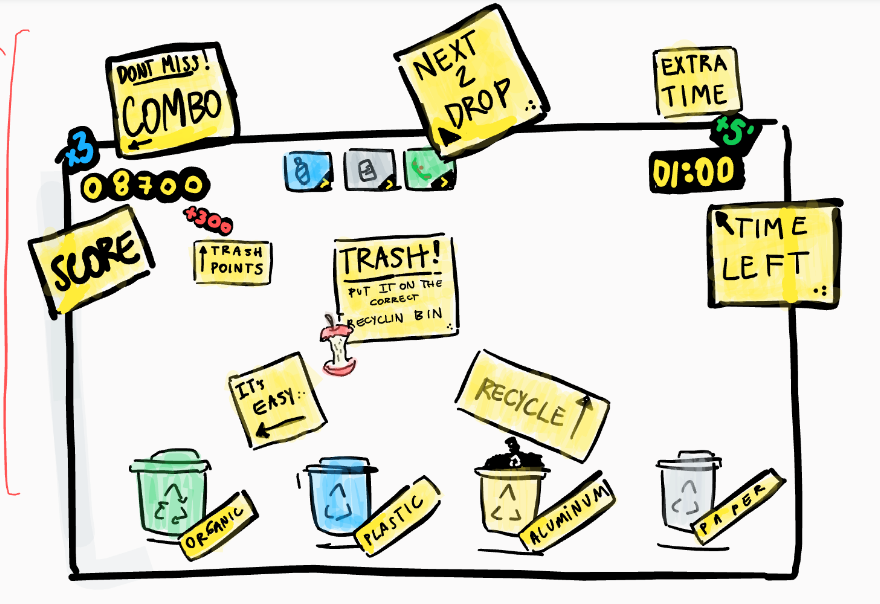 DONT MISS!
COMBO
NEXT
2
DROP
EXTRA
TIME
x3
+5
08700
01:00
+300
SCORE
TRASH
POINTS
TRASH!
PUT IT ON THE
CORRECT
RECYCLIN BIN
TIME
LEFT
IT'S
EASY..
RECYCLE
ORGANIC
PLASTIC
ALUMINUM
PAPER